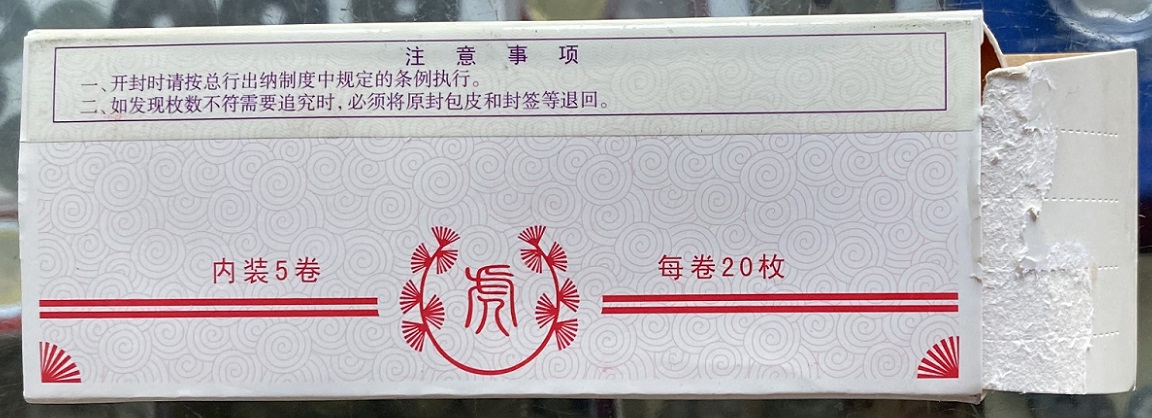 注意事项
一、开封时请按总行出纳制度中规定的条例执行。
二、如发现枚数不符需要追究时，必须将原封包皮和封签等退回。
内装5卷
虎
每卷20枚